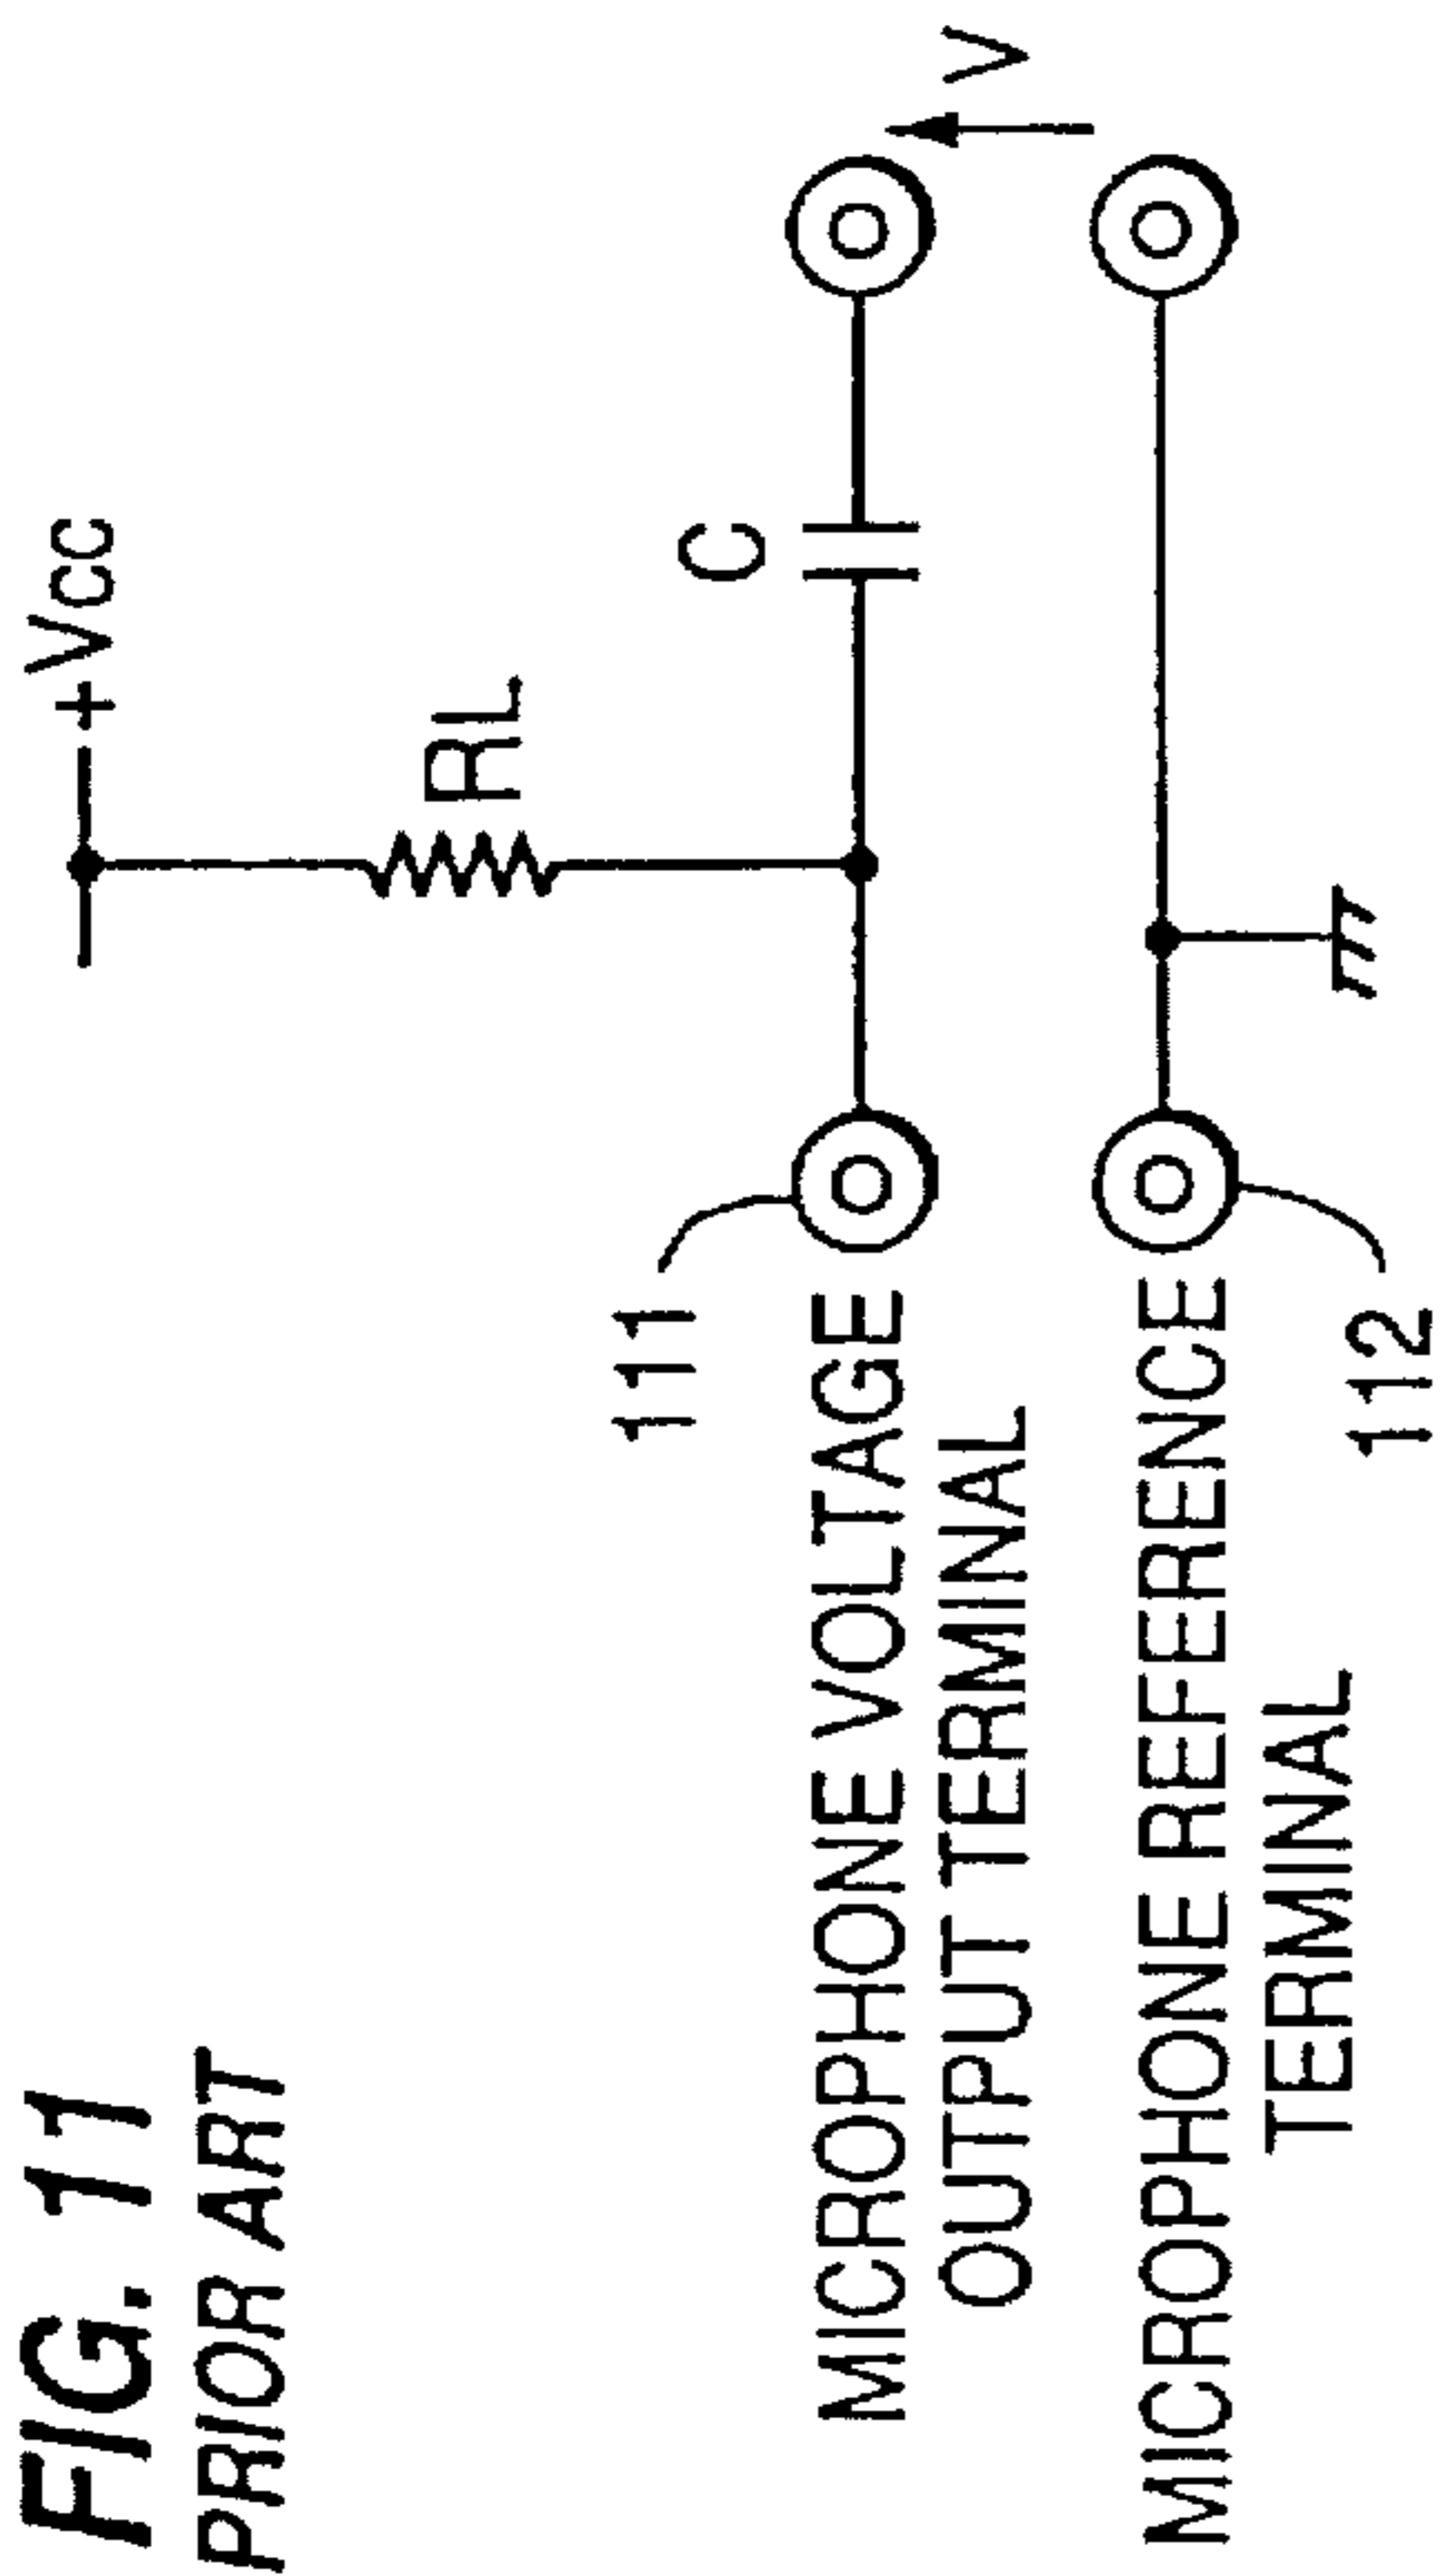 FIG. 11
PRIOR ART
+VCC
RL
C
V
111
MICROPHONE VOLTAGE
OUTPUT TERMINAL
MICROPHONE REFERENCE
TERMINAL
112